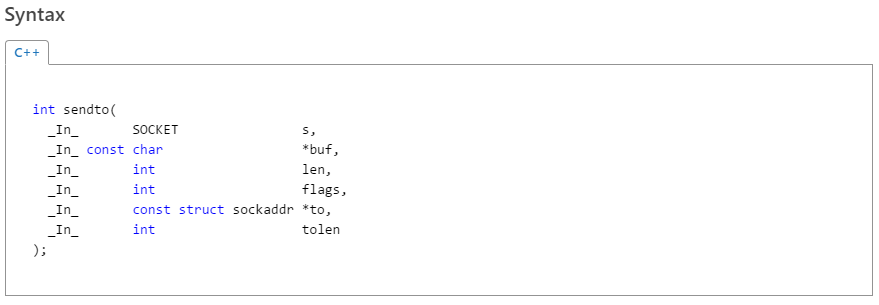 Syntax
C++
int sendto(
_In_ SOCKET s,
_In_ const char *buf,
_In_ int len,
_In_ int flags,
_In_ const struct sockaddr *to,
_In_ int tolen
);